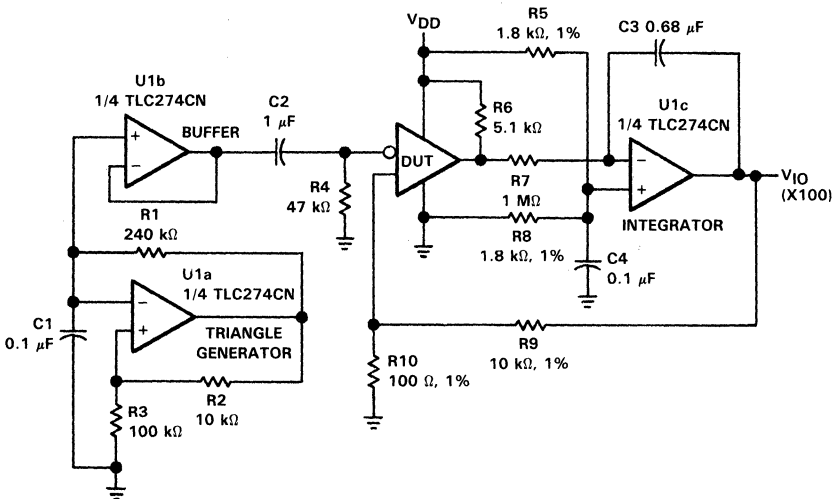 VDD
R5
1.8 kΩ, 1%
C3 0.68 μF
U1b
1/4 TLC274CN
C2
1 μF
R6
5.1 kΩ
U1c
1/4 TLC274CN
+
−
BUFFER
DUT
−
+
VIO
(X100)
R7
1 MΩ
R4
47 kΩ
R1
240 kΩ
INTEGRATOR
R8
1.8 kΩ, 1%
C4
0.1 μF
U1a
1/4 TLC274CN
−
+
TRIANGLE
GENERATOR
C1
0.1 μF
R9
10 kΩ, 1%
R10
100 Ω, 1%
R2
10 kΩ
R3
100 kΩ